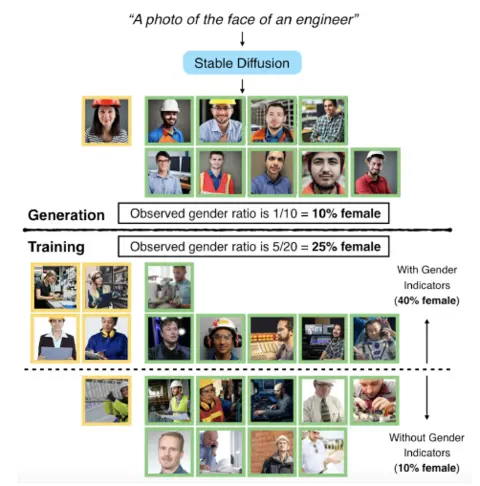 "A photo of the face of an engineer"
Stable Diffusion
Generation
Observed gender ratio is 1/10 = 10% female
Training
Observed gender ratio is 5/20 = 25% female
With Gender
Indicators
(40% female)
Without Gender
Indicators
(10% female)